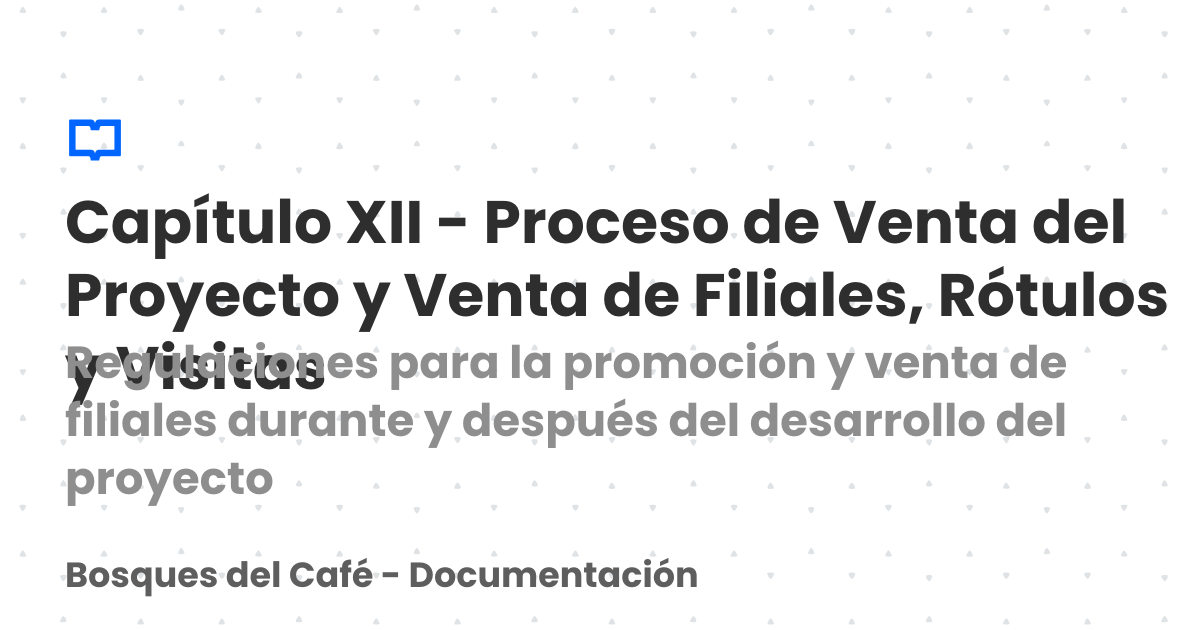 Capítulo XII - Proceso de Venta del
Proyecto y Venta de Filiales, Rótulos
y Visitas
Regulaciones para la promoción y venta de
filiales durante y después del desarrollo del
proyecto
Bosques del Café - Documentación